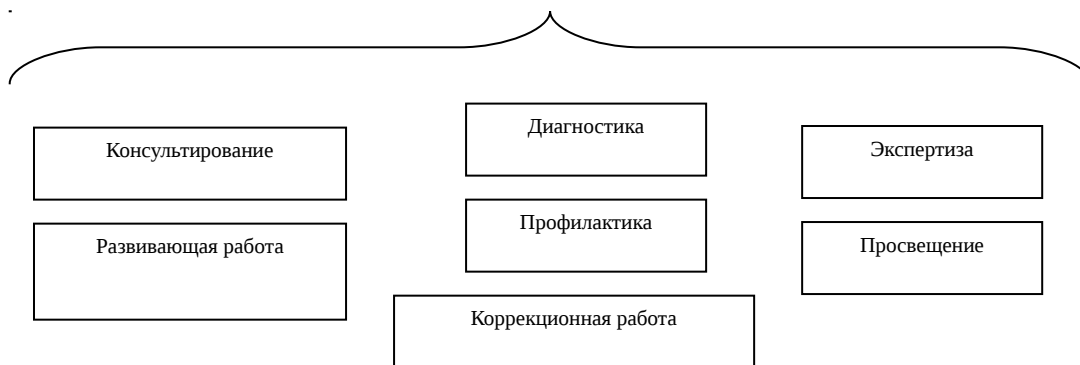 Диагностика
Консультирование
Экспертиза
Профилактика
Развивающая работа
Просвещение
Коррекционная работа